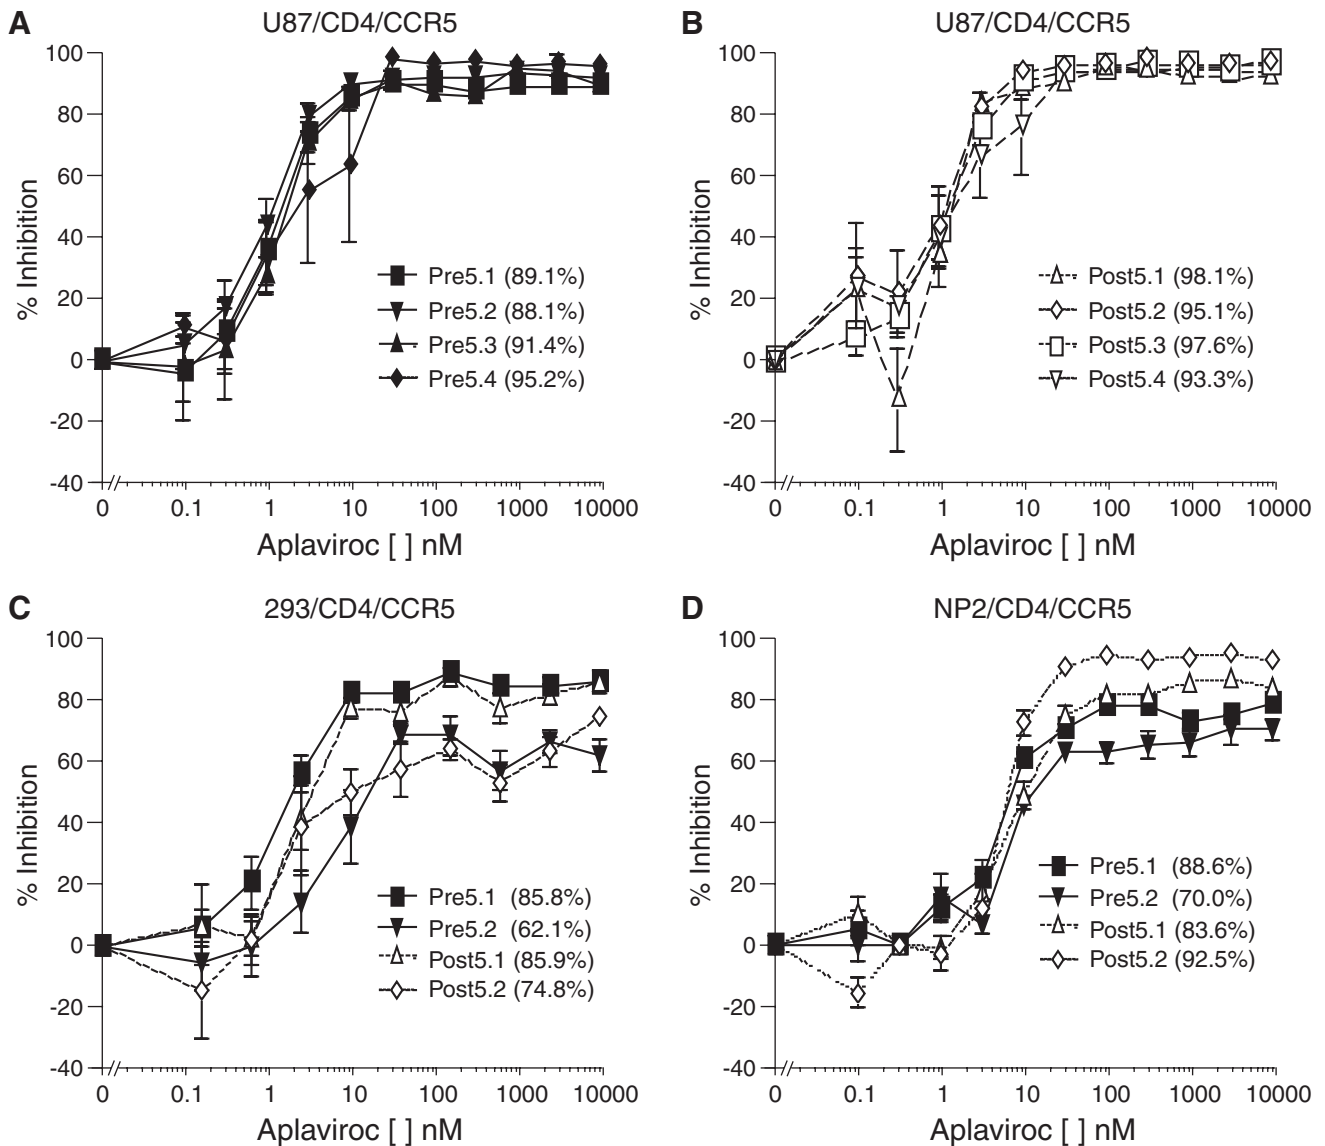 A
U87/CD4/CCR5
% Inhibition
100
80
60
40
20
0
-20
-40
Pre5.1 (89.1%)
Pre5.2 (88.1%)
Pre5.3 (91.4%)
Pre5.4 (95.2%)
0 0.1 1 10 100 1000 10000
Aplaviroc [ ] nM
B
U87/CD4/CCR5
% Inhibition
100
80
60
40
20
0
-20
-40
Post5.1 (98.1%)
Post5.2 (95.1%)
Post5.3 (97.6%)
Post5.4 (93.3%)
0 0.1 1 10 100 1000 10000
Aplaviroc [ ] nM
C
293/CD4/CCR5
% Inhibition
100
80
60
40
20
0
-20
-40
Pre5.1 (85.8%)
Pre5.2 (62.1%)
Post5.1 (85.9%)
Post5.2 (74.8%)
0 0.1 1 10 100 1000 10000
Aplaviroc [ ] nM
D
NP2/CD4/CCR5
% Inhibition
100
80
60
40
20
0
-20
-40
Pre5.1 (88.6%)
Pre5.2 (70.0%)
Post5.1 (83.6%)
Post5.2 (92.5%)
0 0.1 1 10 100 1000 10000
Aplaviroc [ ] nM